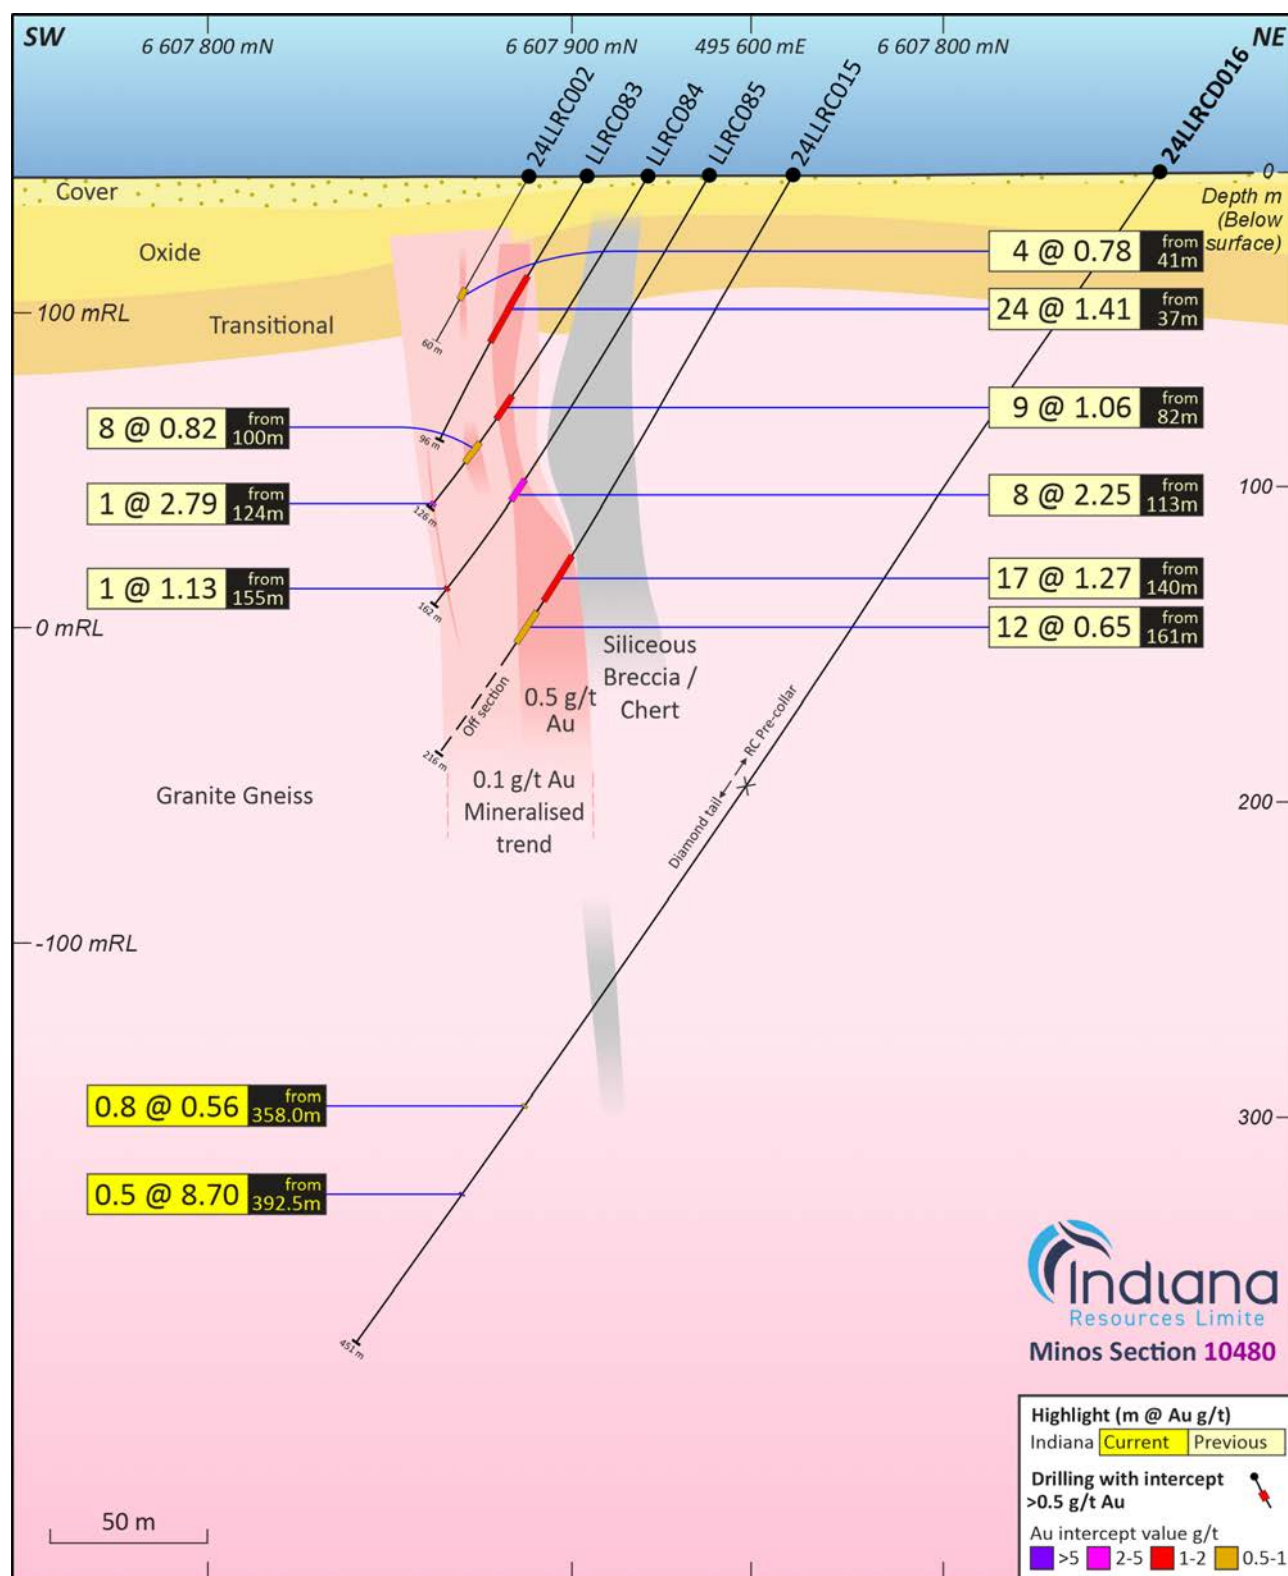 SW
6 607 800 mN
6 607 900 mN
495 600 mE
6 607 800 mN
NE
24LLRC002
LLRC083
LLRC084
LLRC085
24LLRC015
24LLRCD016
0
Depth m
(Below
surface)
Cover
Oxide
Transitional
100 mRL
4 @ 0.78 from 41m
24 @ 1.41 from 37m
60 m
9 @ 1.06 from 82m
8 @ 0.82 from 100m
96 m
100
8 @ 2.25 from 113m
1 @ 2.79 from 124m
126 m
17 @ 1.27 from 140m
1 @ 1.13 from 155m
162 m
0 mRL
12 @ 0.65 from 161m
Siliceous
Breccia /
Chert
0.5 g/t
Au
Off section
216 m
RC Pre-collar
Diamond tail
0.1 g/t Au
Mineralised
trend
Granite Gneiss
200
-100 mRL
0.8 @ 0.56 from 358.0m
300
0.5 @ 8.70 from 392.5m
451 m
Indiana
Resources Limite
Minos Section 10480
50 m
Highlight (m @ Au g/t)
Indiana Current Previous
Drilling with intercept
>0.5 g/t Au
Au intercept value g/t
>5 2-5 1-2 0.5-1